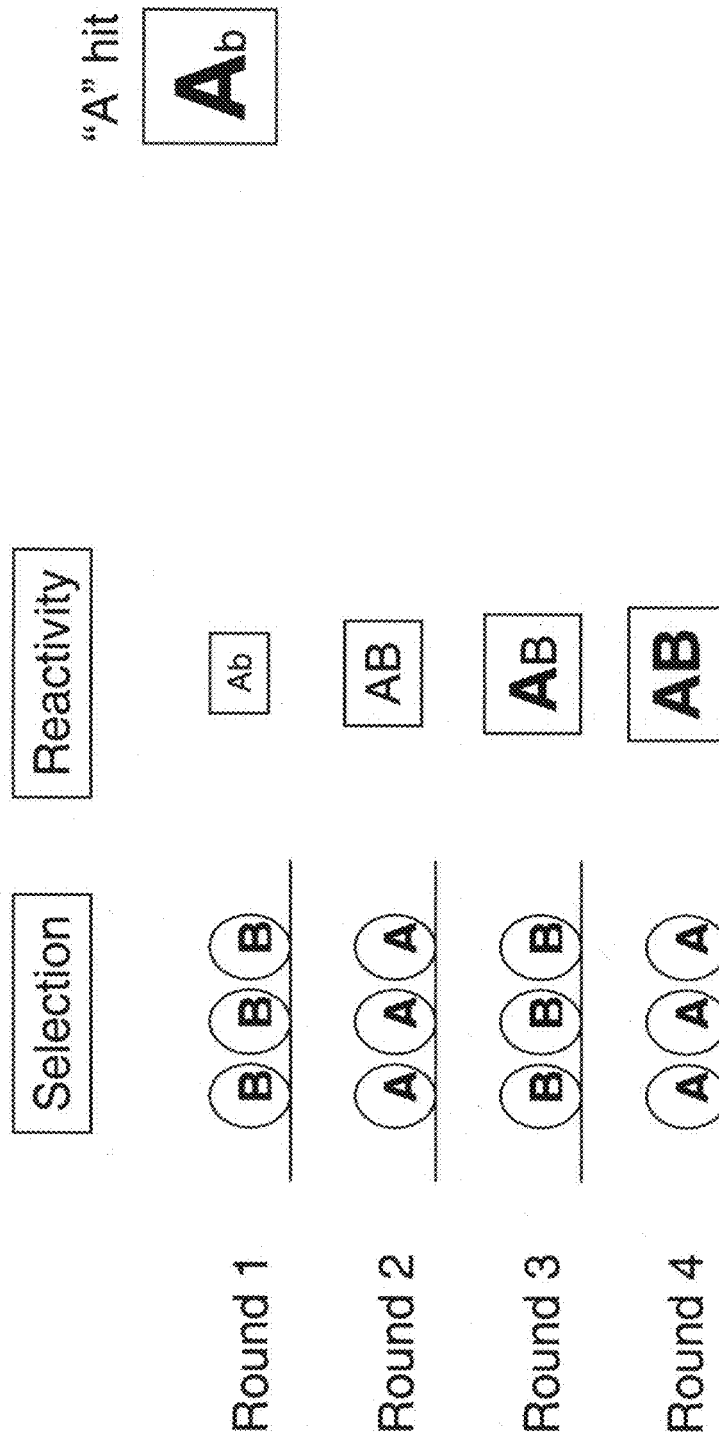 Selection Reactivity
"A" hit
Ab
Round 1 B B B Ab
Round 2 A A A AB
Round 3 B B B AB
Round 4 A A A AB